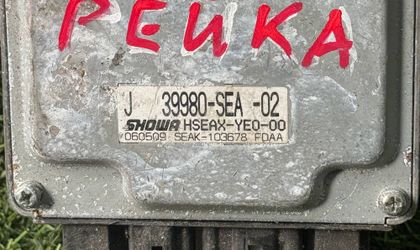 РЕЙКА
J 39980-SEA -02
SHOWA HSEAX-YE0-00
060509 SEAK-103678 FDAA